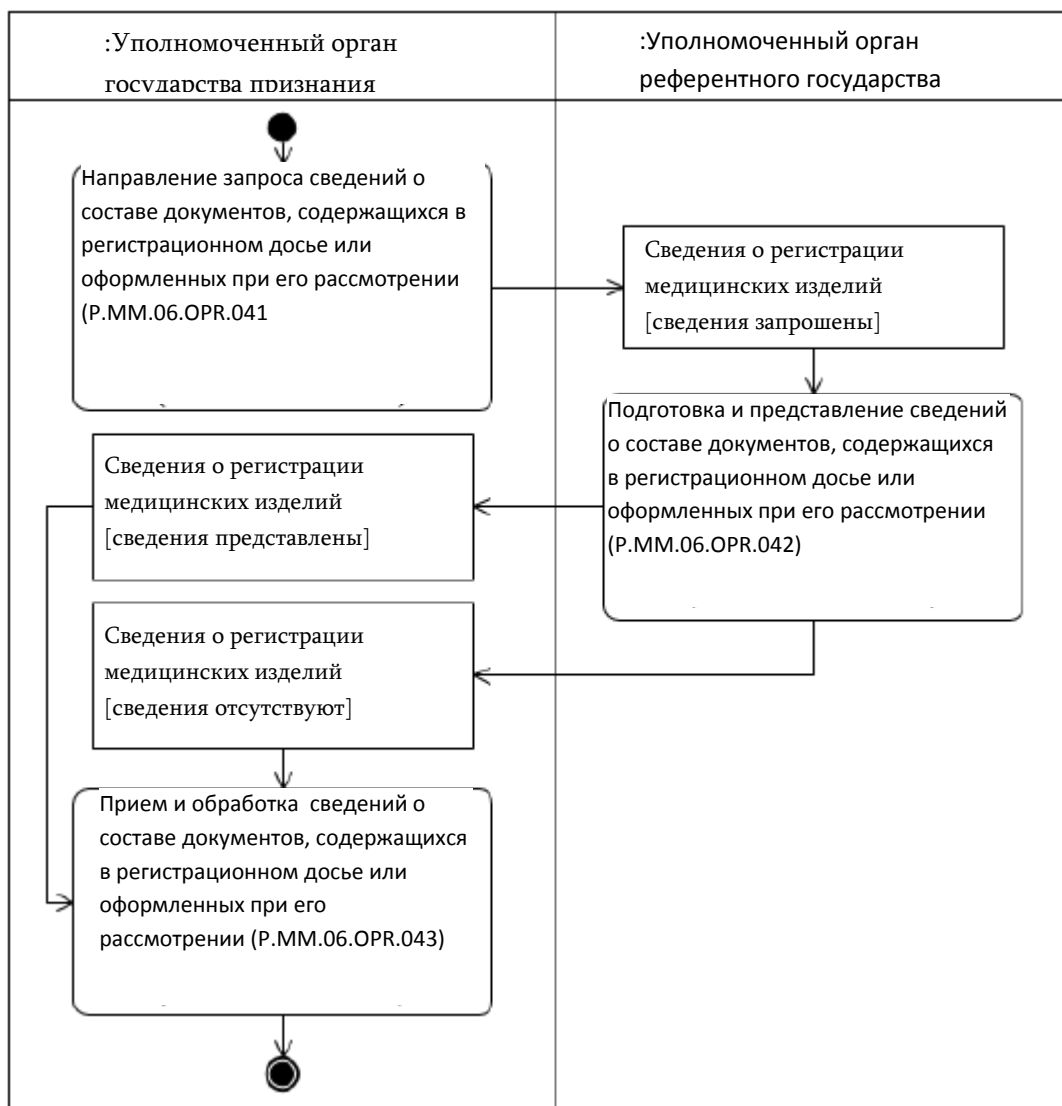 :Уполномоченный орган
государства признания
:Уполномоченный орган
референтного государства
Направление запроса сведений о
составе документов, содержащихся в
регистрационном досье или
оформленных при его рассмотрении
(P.MM.06.OPR.041
Сведения о регистрации
медицинских изделий
[сведения запрошены]
Подготовка и представление сведений
о составе документов, содержащихся
в регистрационном досье или
оформленных при его рассмотрении
(P.MM.06.OPR.042)
Сведения о регистрации
медицинских изделий
[сведения представлены]
Сведения о регистрации
медицинских изделий
[сведения отсутствуют]
Прием и обработка  сведений о
составе документов, содержащихся
в регистрационном досье или
оформленных при его
рассмотрении (P.MM.06.OPR.043)